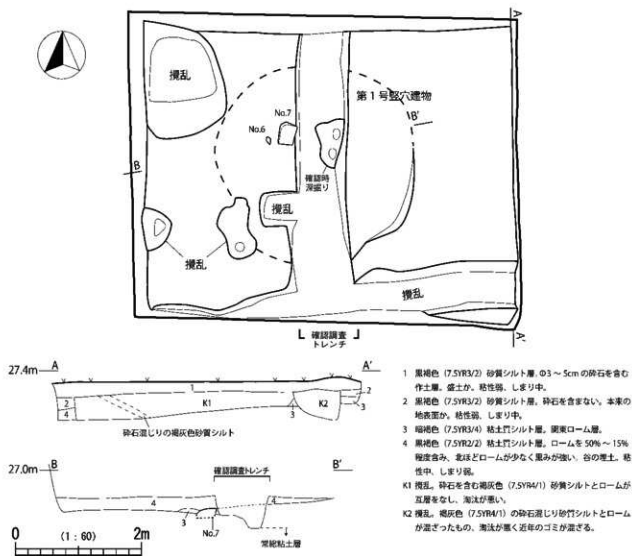 A
攪乱
第1号竪穴建物
No.7
No.6
B'
確認時
深掘り
B
攪乱
攪乱
攪乱
A'
確認調査
トレンチ
27.4m
A
A'
1
2
4
K1
3
K2
2
3
砕石混じりの褐灰色砂質シルト
27.0m
B
確認調査トレンチ
B'
4
4
3
No.7
常総粘土層
0
(1:60)
2m
1 黒褐色(7.5YR3/2)砂質シルト層。Φ3～5cmの砕石を含む
作土層。盛土か。粘性弱、しまり中。
2 黒褐色(7.5YR3/2)砂質シルト層。砕石を含まない。本来の
地表面か。粘性弱、しまり中。
3 暗褐色(7.5YR3/4)粘土質シルト層。関東ローム層。
4 黒褐色(7.5YR2/2)粘土質シルト層。ロームを50%～15%
程度含み、北ほどロームが少なく黒みが強い。谷の埋土。粘
性中、しまり弱。
K1 攪乱。砕石を含む褐灰色(7.5YR4/1)砂質シルトとロームが
互層をなし、淘汰が悪い。
K2 攪乱。褐灰色(7.5YR4/1)の砕石混じり砂質シルトとローム
が混ざったもの、淘汰が悪く近年のゴミが混ざる。